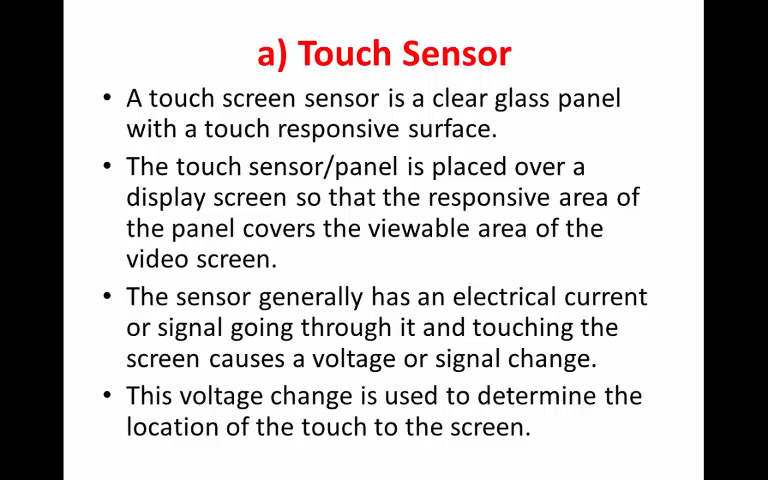 a) Touch Sensor
• A touch screen sensor is a clear glass panel
with a touch responsive surface.
• The touch sensor/panel is placed over a
display screen so that the responsive area of
the panel covers the viewable area of the
video screen.
• The sensor generally has an electrical current
or signal going through it and touching the
screen causes a voltage or signal change.
• This voltage change is used to determine the
location of the touch to the screen.